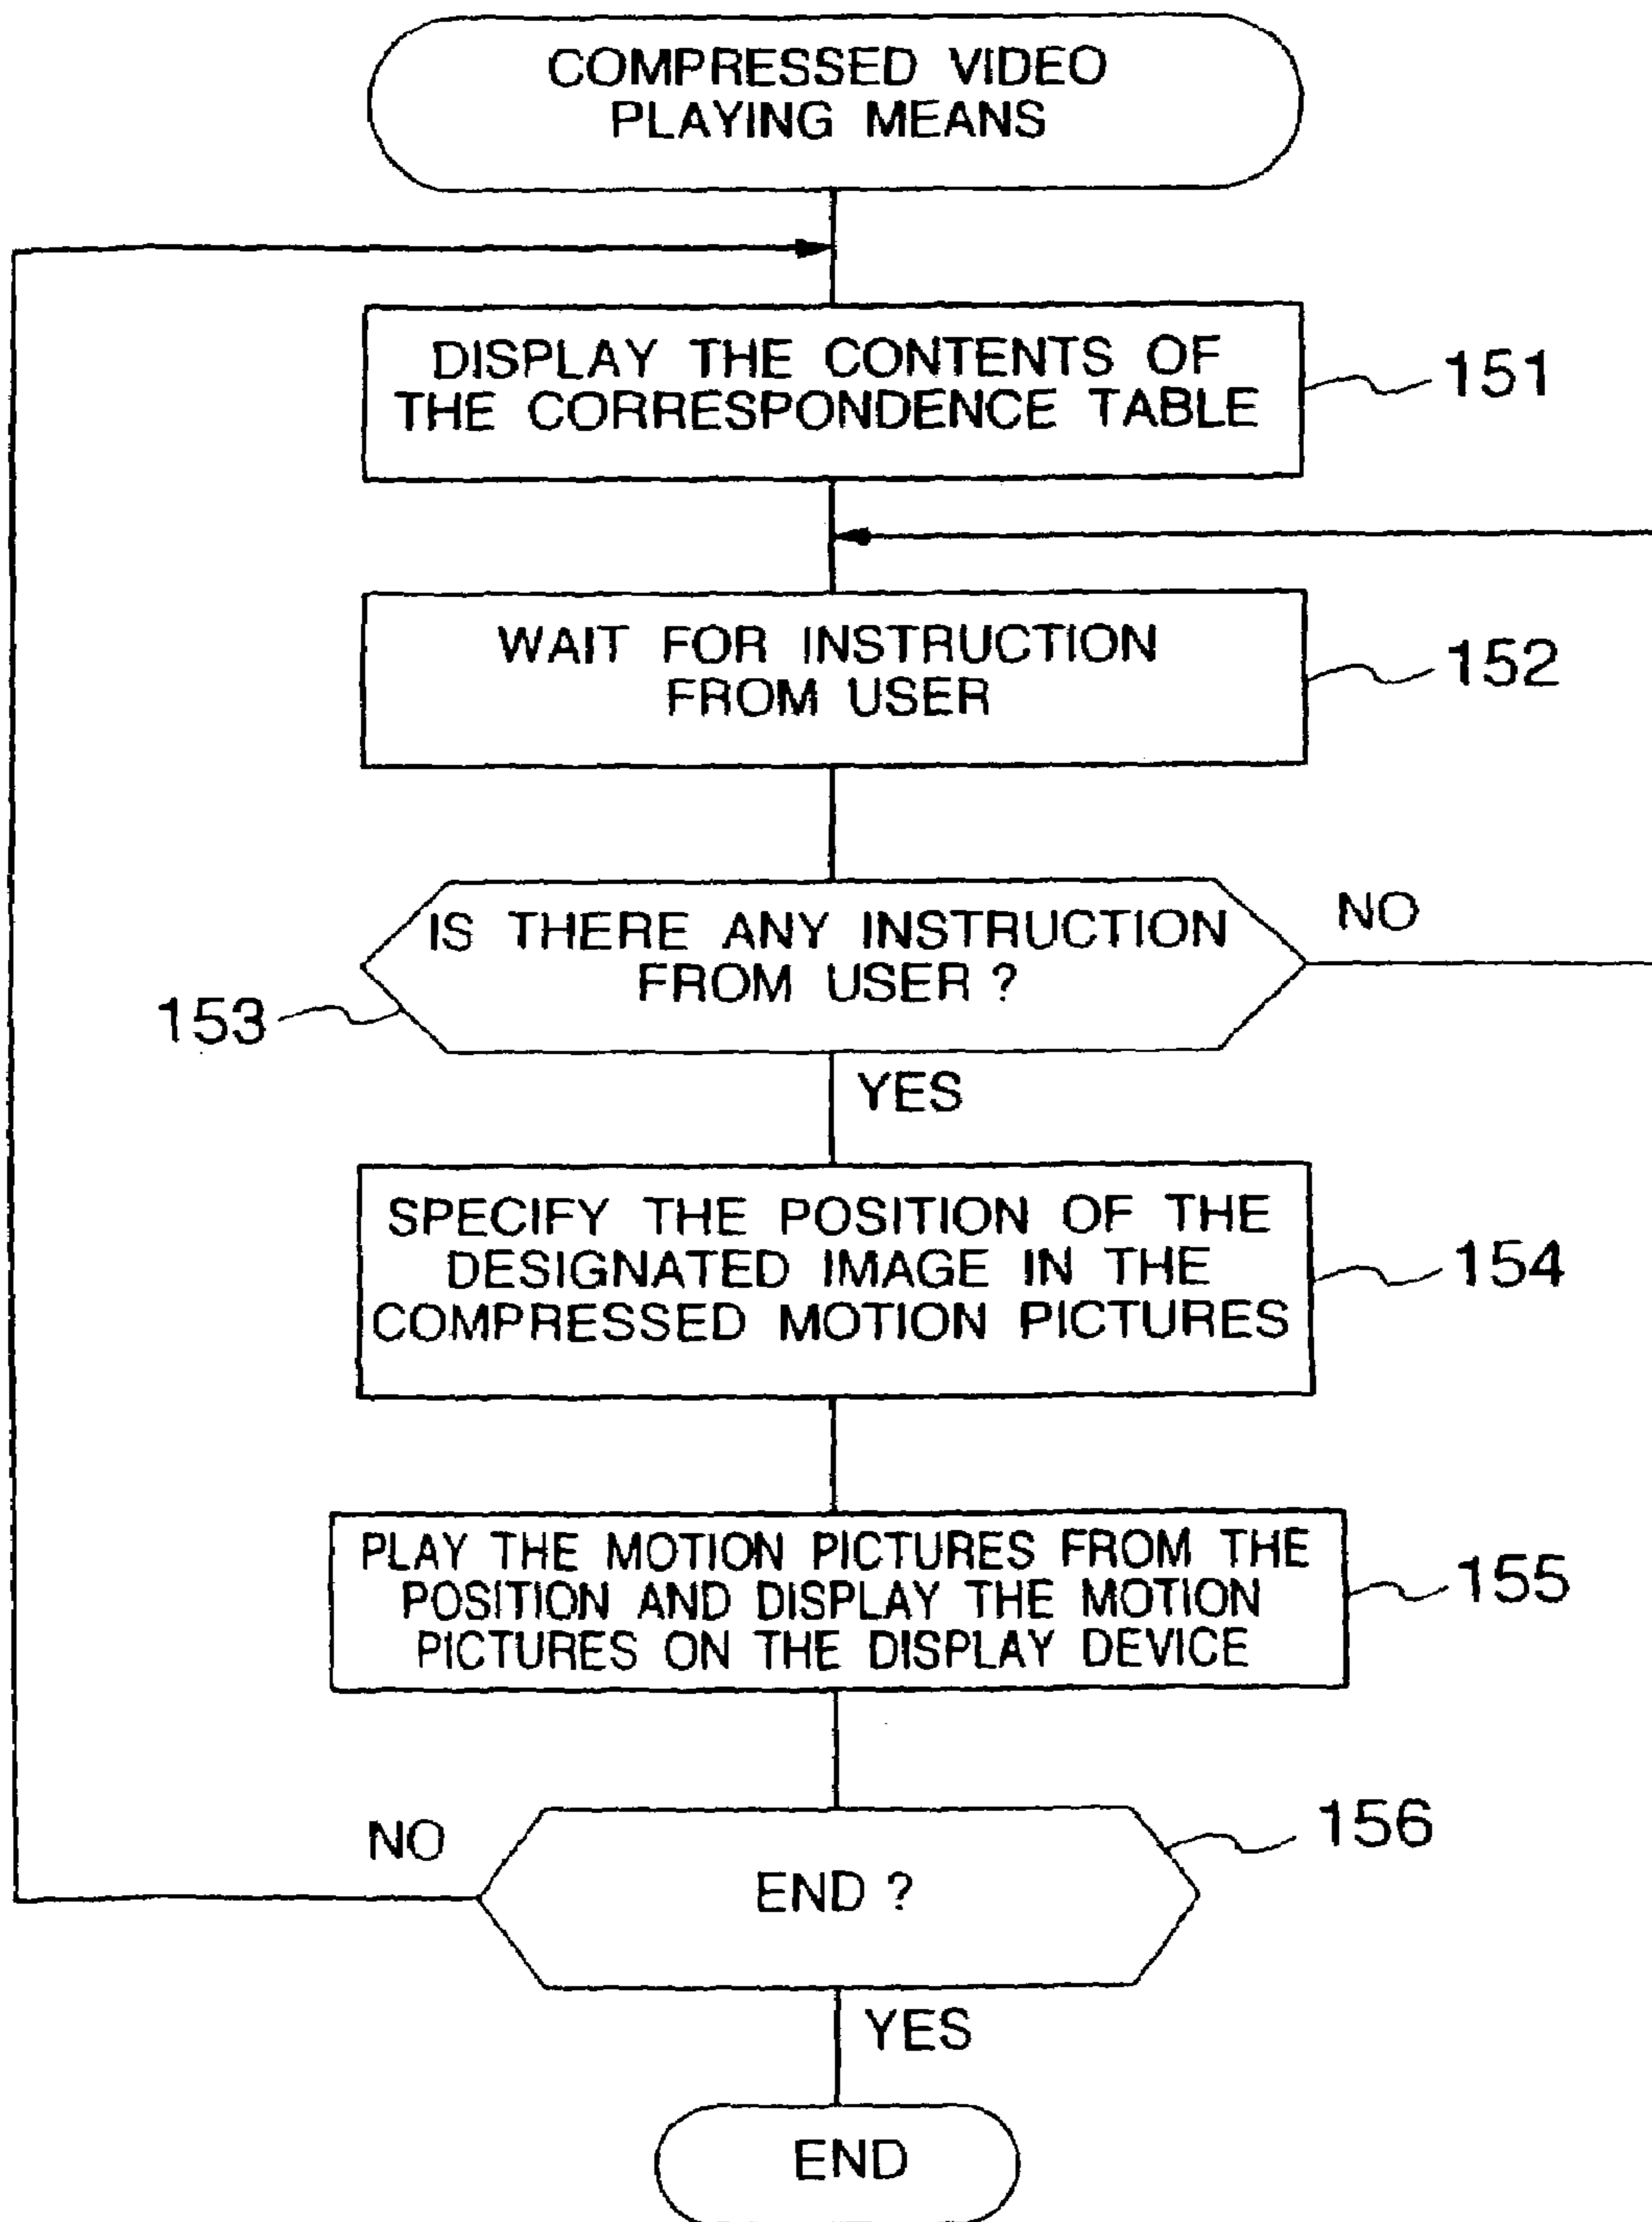 COMPRESSED VIDEO
PLAYING MEANS
DISPLAY THE CONTENTS OF
THE CORRESPONDENCE TABLE
151
WAIT FOR INSTRUCTION
FROM USER
152
IS THERE ANY INSTRUCTION
FROM USER ?
NO
153
YES
SPECIFY THE POSITION OF THE
DESIGNATED IMAGE IN THE
COMPRESSED MOTION PICTURES
154
PLAY THE MOTION PICTURES FROM THE
POSITION AND DISPLAY THE MOTION
PICTURES ON THE DISPLAY DEVICE
155
NO
END ?
156
YES
END